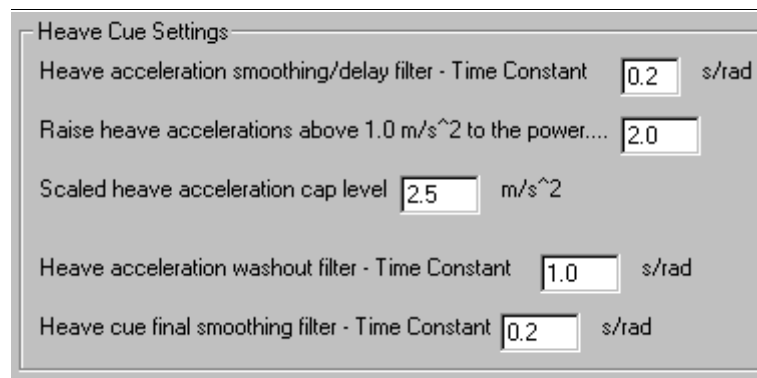 Heave Cue Settings
Heave acceleration smoothing/delay filter - Time Constant 0.2 s/rad
Raise heave accelerations above 1.0 m/s^2 to the power.... 2.0
Scaled heave acceleration cap level 2.5 m/s^2
Heave acceleration washout filter - Time Constant 1.0 s/rad
Heave cue final smoothing filter - Time Constant 0.2 s/rad